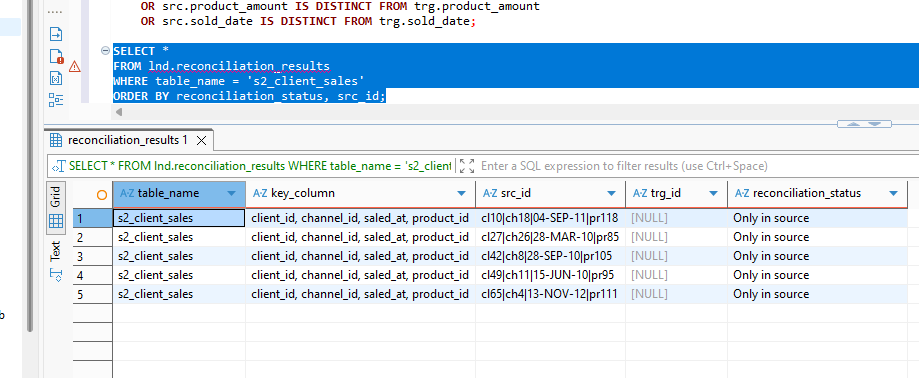 OR src.product_amount IS DISTINCT FROM trg.product_amount
OR src.sold_date IS DISTINCT FROM trg.sold_date;
SELECT *
FROM lnd.reconciliation_results
WHERE table_name = 's2_client_sales'
ORDER BY reconciliation_status, src_id;
reconciliation_results 1
SELECT * FROM lnd.reconciliation_results WHERE table_name = 's2_client Enter a SQL expression to filter results (use Ctrl+Space)
Grid
Text
A-Z table_name A-Z key_column A-Z src_id A-Z trg_id A-Z reconciliation_status
1 s2_client_sales client_id, channel_id, saled_at, product_id cl10|ch18|04-SEP-11|pr118 [NULL] Only in source
2 s2_client_sales client_id, channel_id, saled_at, product_id cl27|ch26|28-MAR-10|pr85 [NULL] Only in source
3 s2_client_sales client_id, channel_id, saled_at, product_id cl42|ch8|28-SEP-10|pr105 [NULL] Only in source
4 s2_client_sales client_id, channel_id, saled_at, product_id cl49|ch11|15-JUN-10|pr95 [NULL] Only in source
5 s2_client_sales client_id, channel_id, saled_at, product_id cl65|ch4|13-NOV-12|pr111 [NULL] Only in source